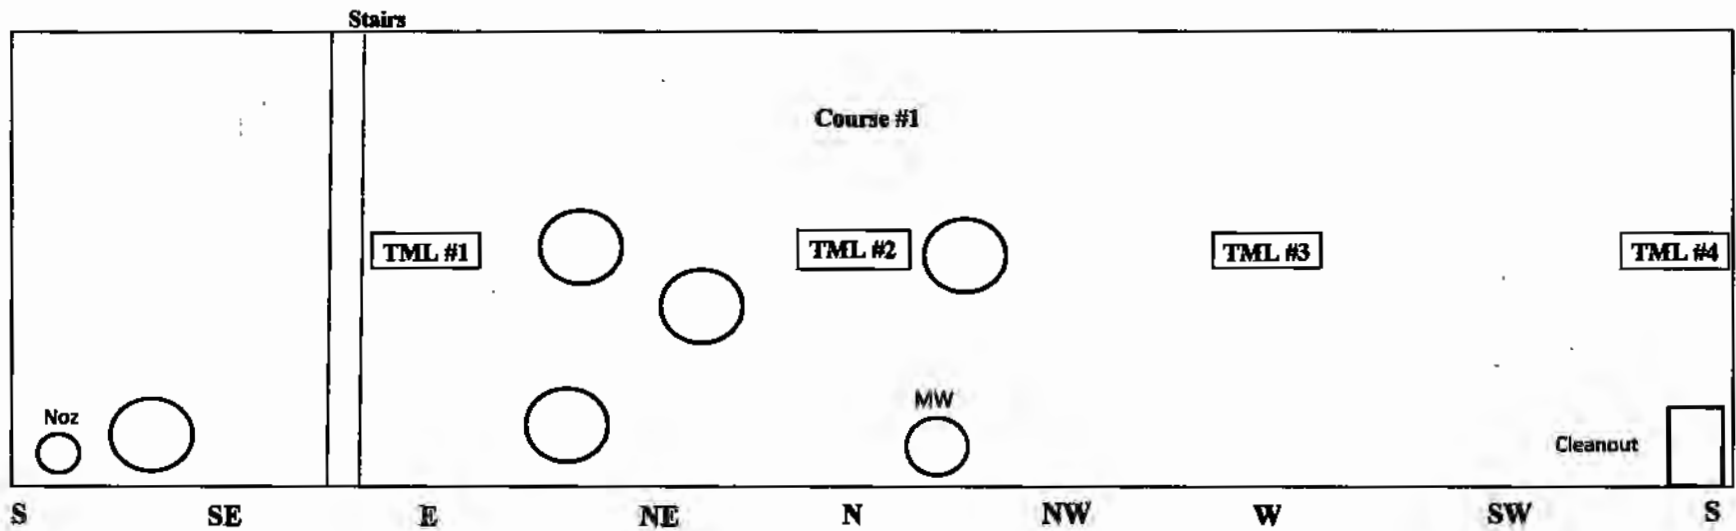 Stairs
Course #1
TML #1
TML #2
TML #3
TML #4
Noz
MW
Cleanout
S SE E NE N NW W SW S